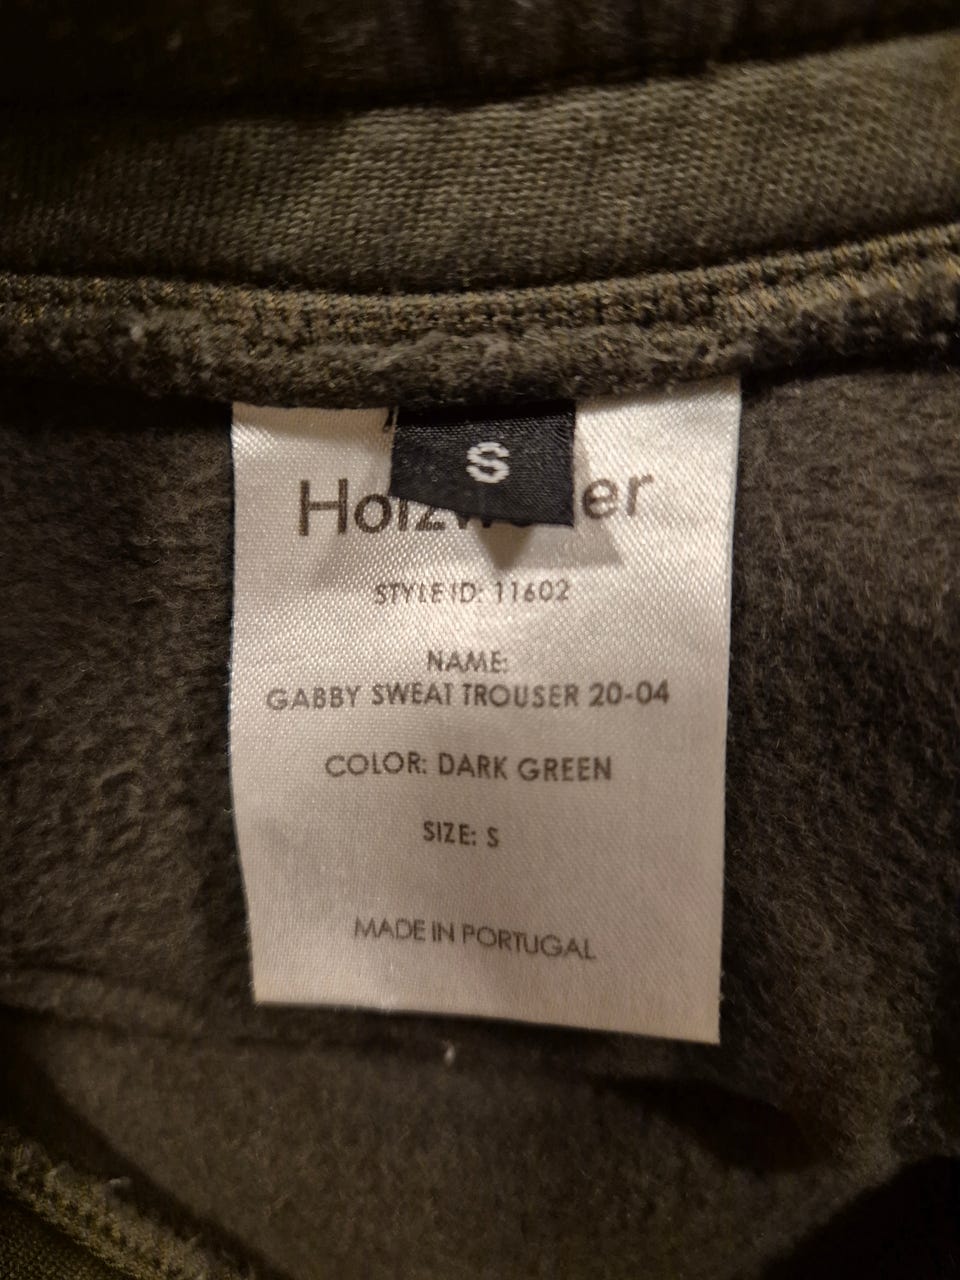 S
STYLE ID: 11602
NAME:
GABBY SWEAT TROUSER 20-04
COLOR: DARK GREEN
SIZE: S
MADE IN PORTUGAL